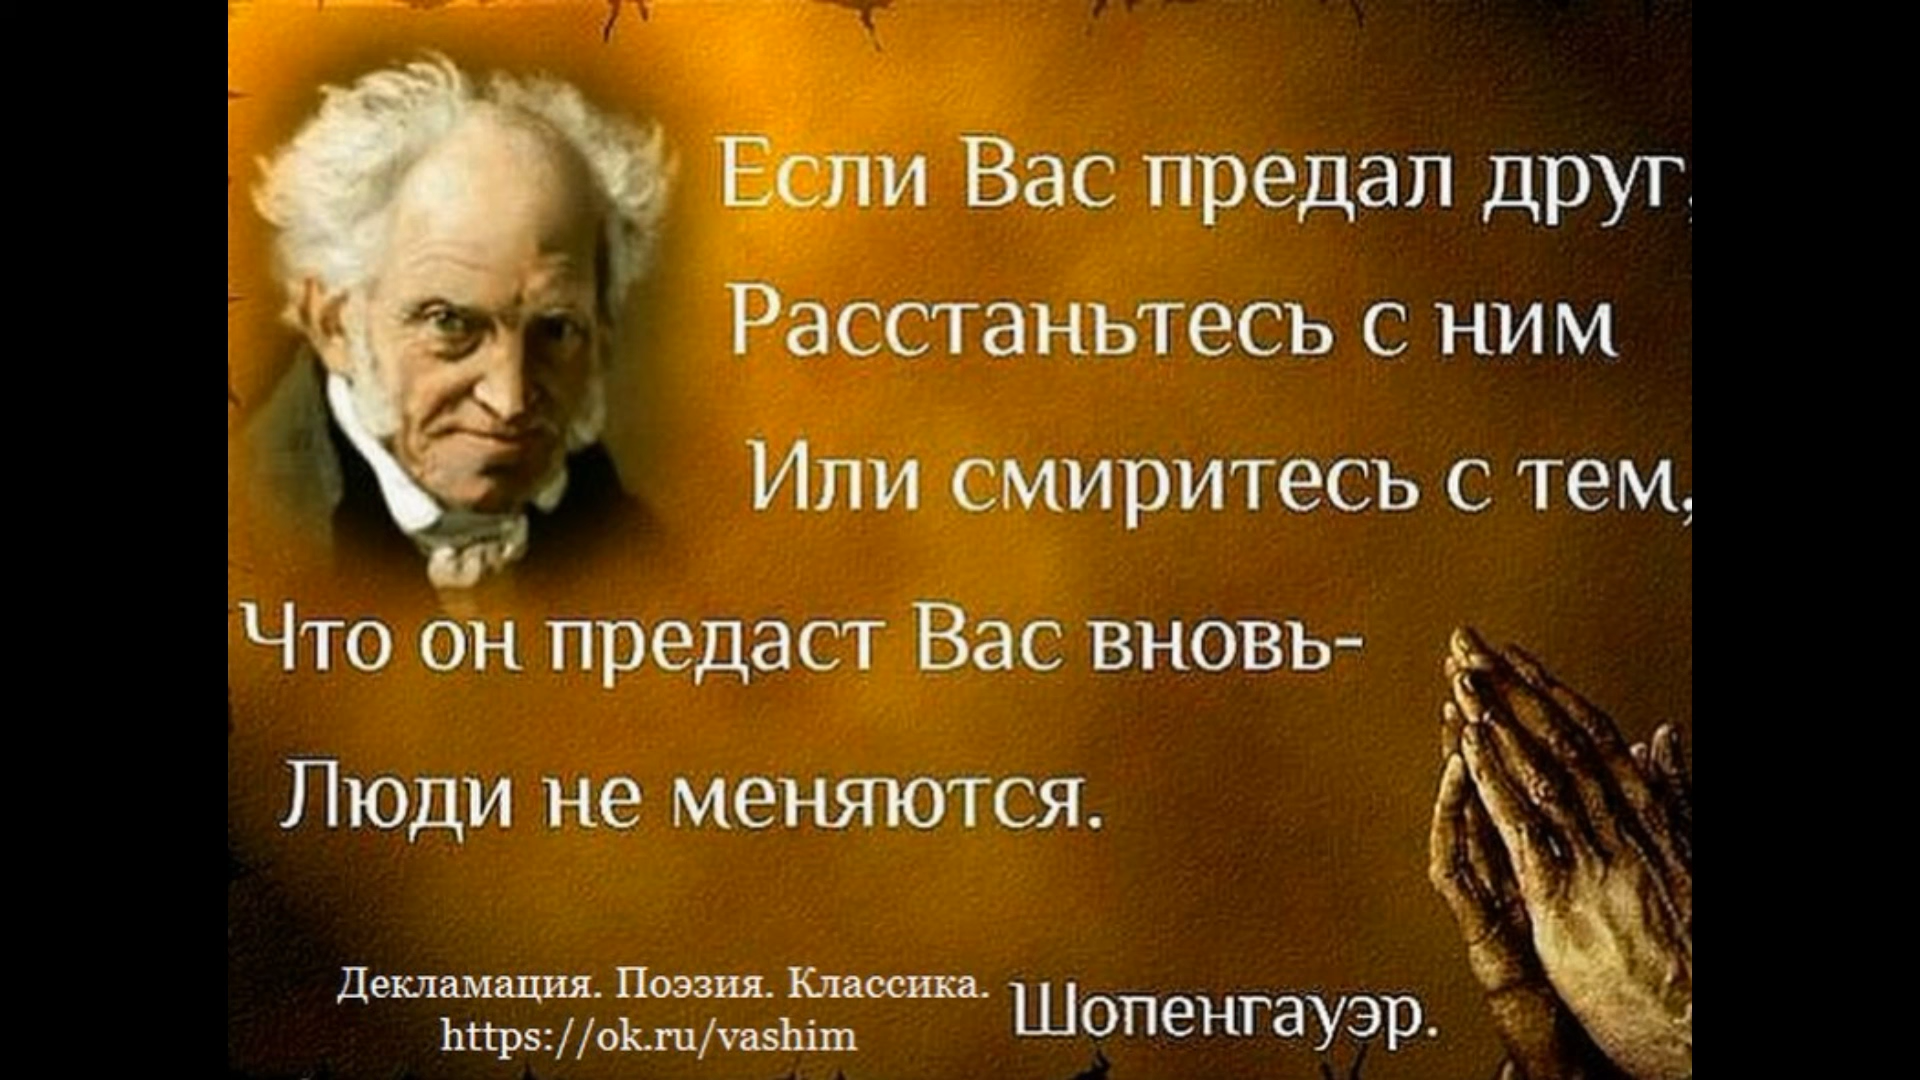 Если Вас предал друг,
Расстаньтесь с ним
Или смиритесь с тем,
Что он предаст Вас вновь-
Люди не меняются.
Декламация. Поэзия. Классика.
https://ok.ru/vashim
Шопенгауэр.